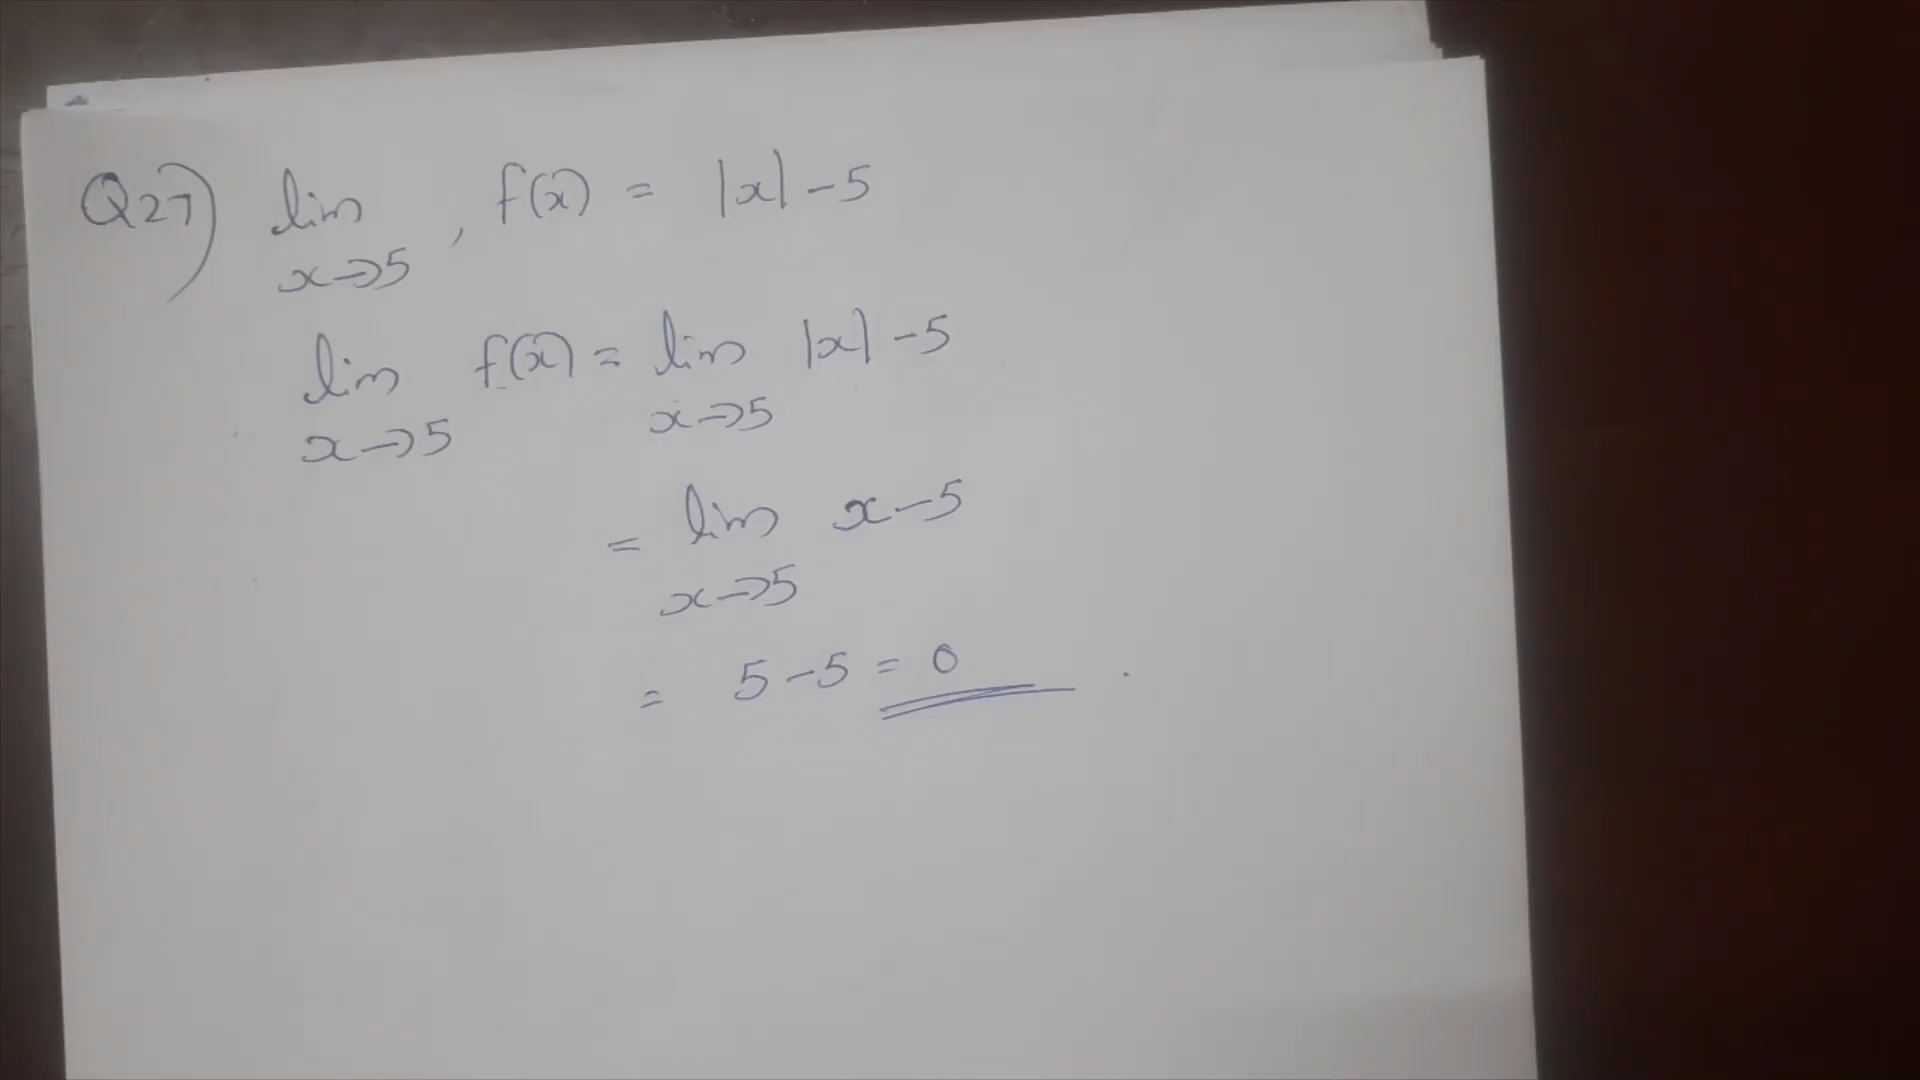 Q27) lim , f(x) = |x| - 5
x→5
lim f(x) = lim |x| - 5
x→5 x→5
= lim x - 5
x→5
= 5 - 5 = 0